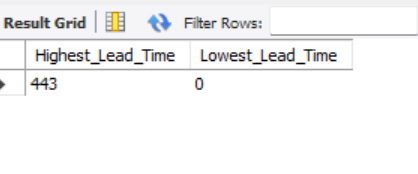 Result Grid Filter Rows:
Highest_Lead_Time Lowest_Lead_Time
443 0